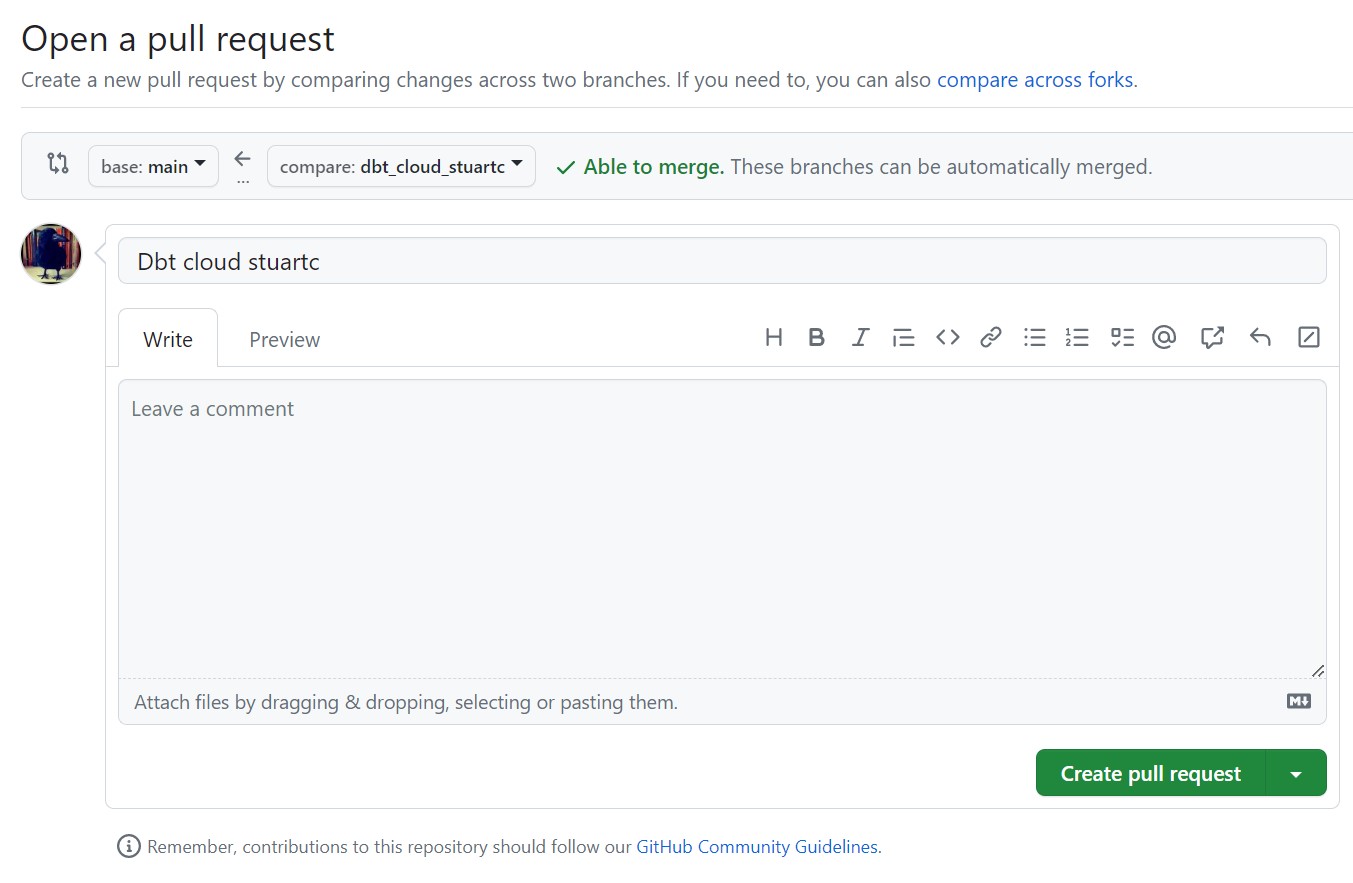 Open a pull request
Create a new pull request by comparing changes across two branches. If you need to, you can also compare across forks.
base: main ... compare: dbt_cloud_stuartc Able to merge. These branches can be automatically merged.
Dbt cloud stuartc
Write Preview
Leave a comment
Attach files by dragging & dropping, selecting or pasting them.
Create pull request
Remember, contributions to this repository should follow our GitHub Community Guidelines.